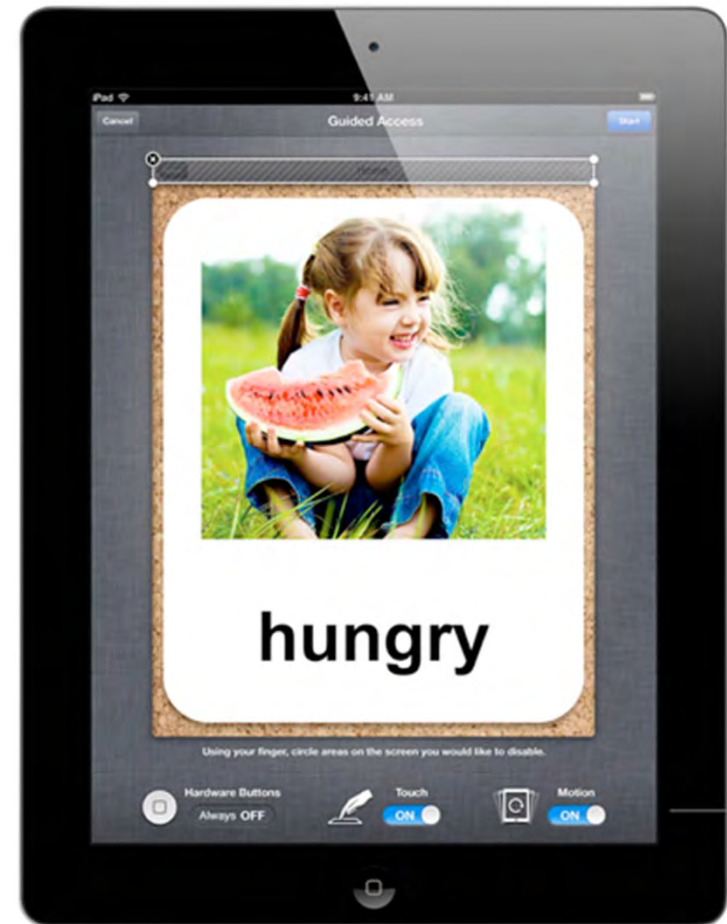 iPad 9:41 AM
Cancel Guided Access Start
hungry
Using your finger, circle areas on the screen you would like to disable.
Hardware Buttons Touch Motion
Always OFF ON ON